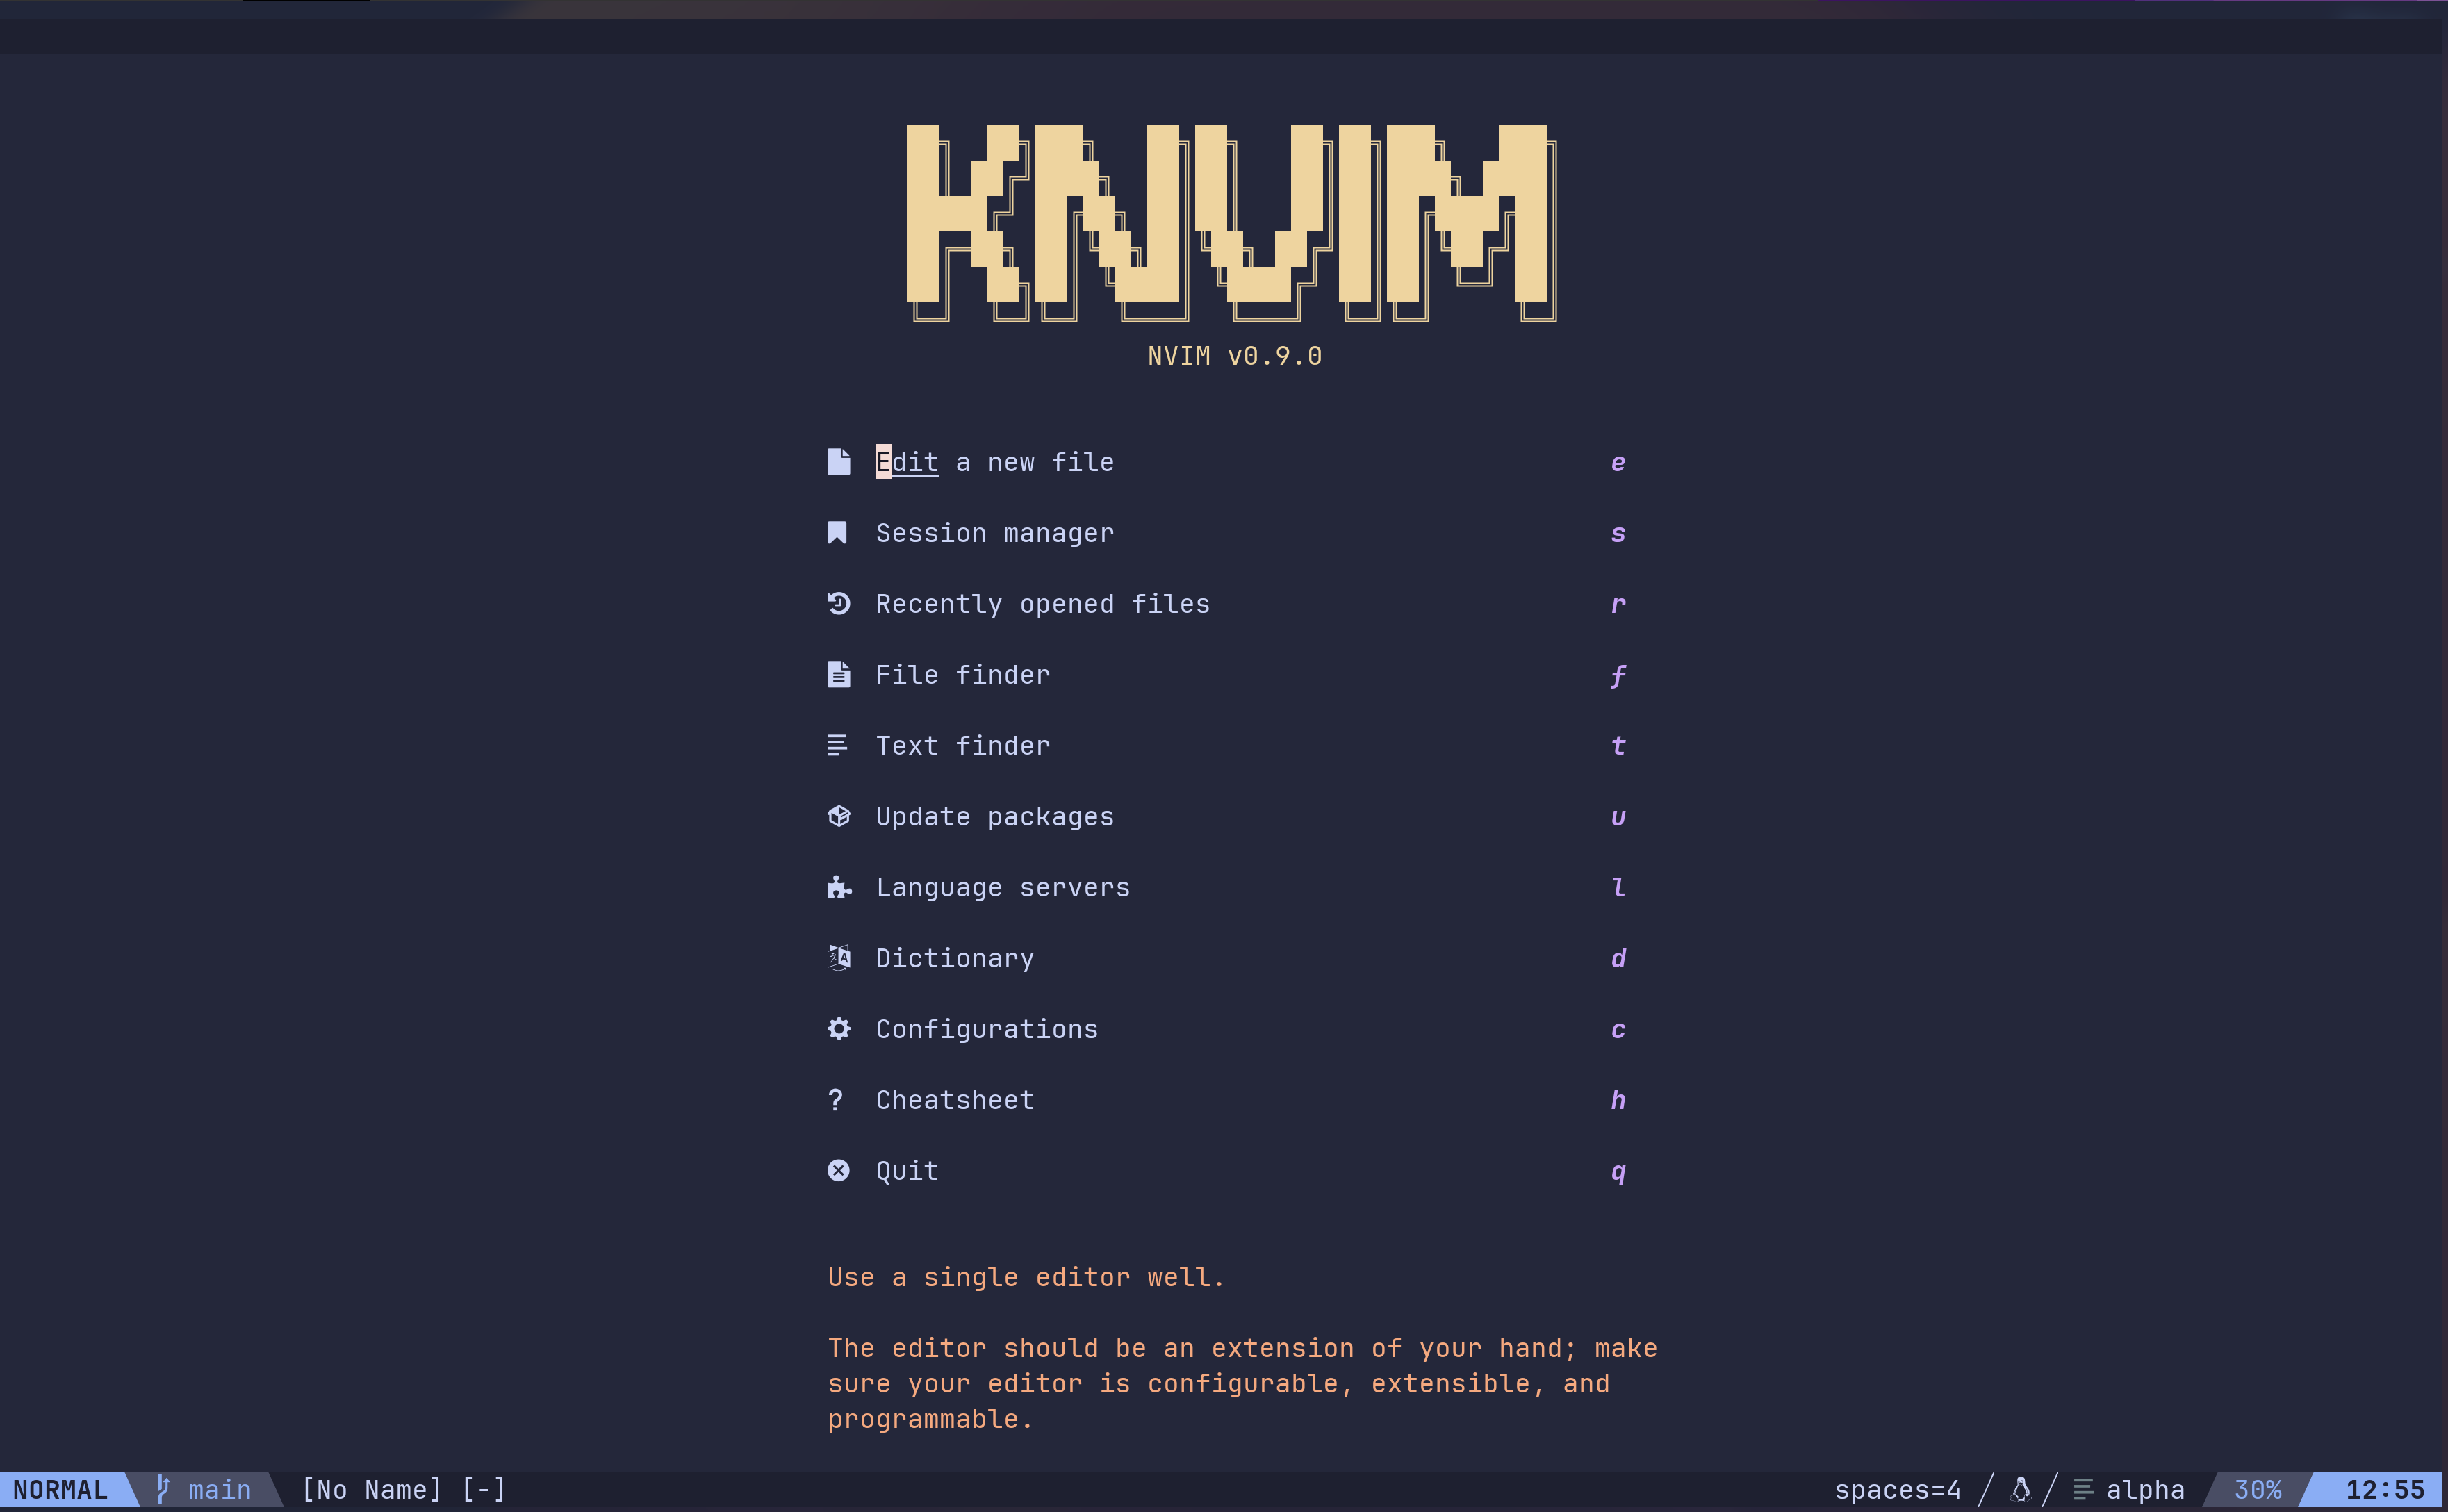 KNVIM
NVIM v0.9.0
Edit a new file e
Session manager s
Recently opened files r
File finder f
Text finder t
Update packages u
Language servers l
Dictionary d
Configurations c
Cheatsheet h
Quit q
Use a single editor well.
The editor should be an extension of your hand; make
sure your editor is configurable, extensible, and
programmable.
NORMAL main [No Name] [-] spaces=4 alpha 30% 12:55